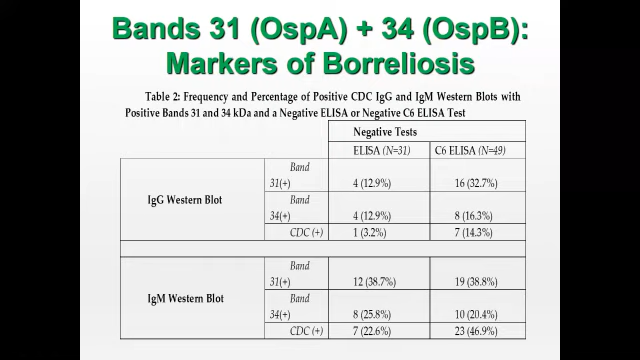 Bands 31 (OspA) + 34 (OspB):
Markers of Borreliosis
Table 2: Frequency and Percentage of Positive CDC IgG and IgM Western Blots with
Positive Bands 31 and 34 kDa and a Negative ELISA or Negative C6 ELISA Test
Negative Tests
ELISA (N=31) C6 ELISA (N=49)
IgG Western Blot
Band
31(+) 4 (12.9%) 16 (32.7%)
Band
34(+) 4 (12.9%) 8 (16.3%)
CDC (+) 1 (3.2%) 7 (14.3%)
IgM Western Blot
Band
31(+) 12 (38.7%) 19 (38.8%)
Band
34(+) 8 (25.8%) 10 (20.4%)
CDC (+) 7 (22.6%) 23 (46.9%)